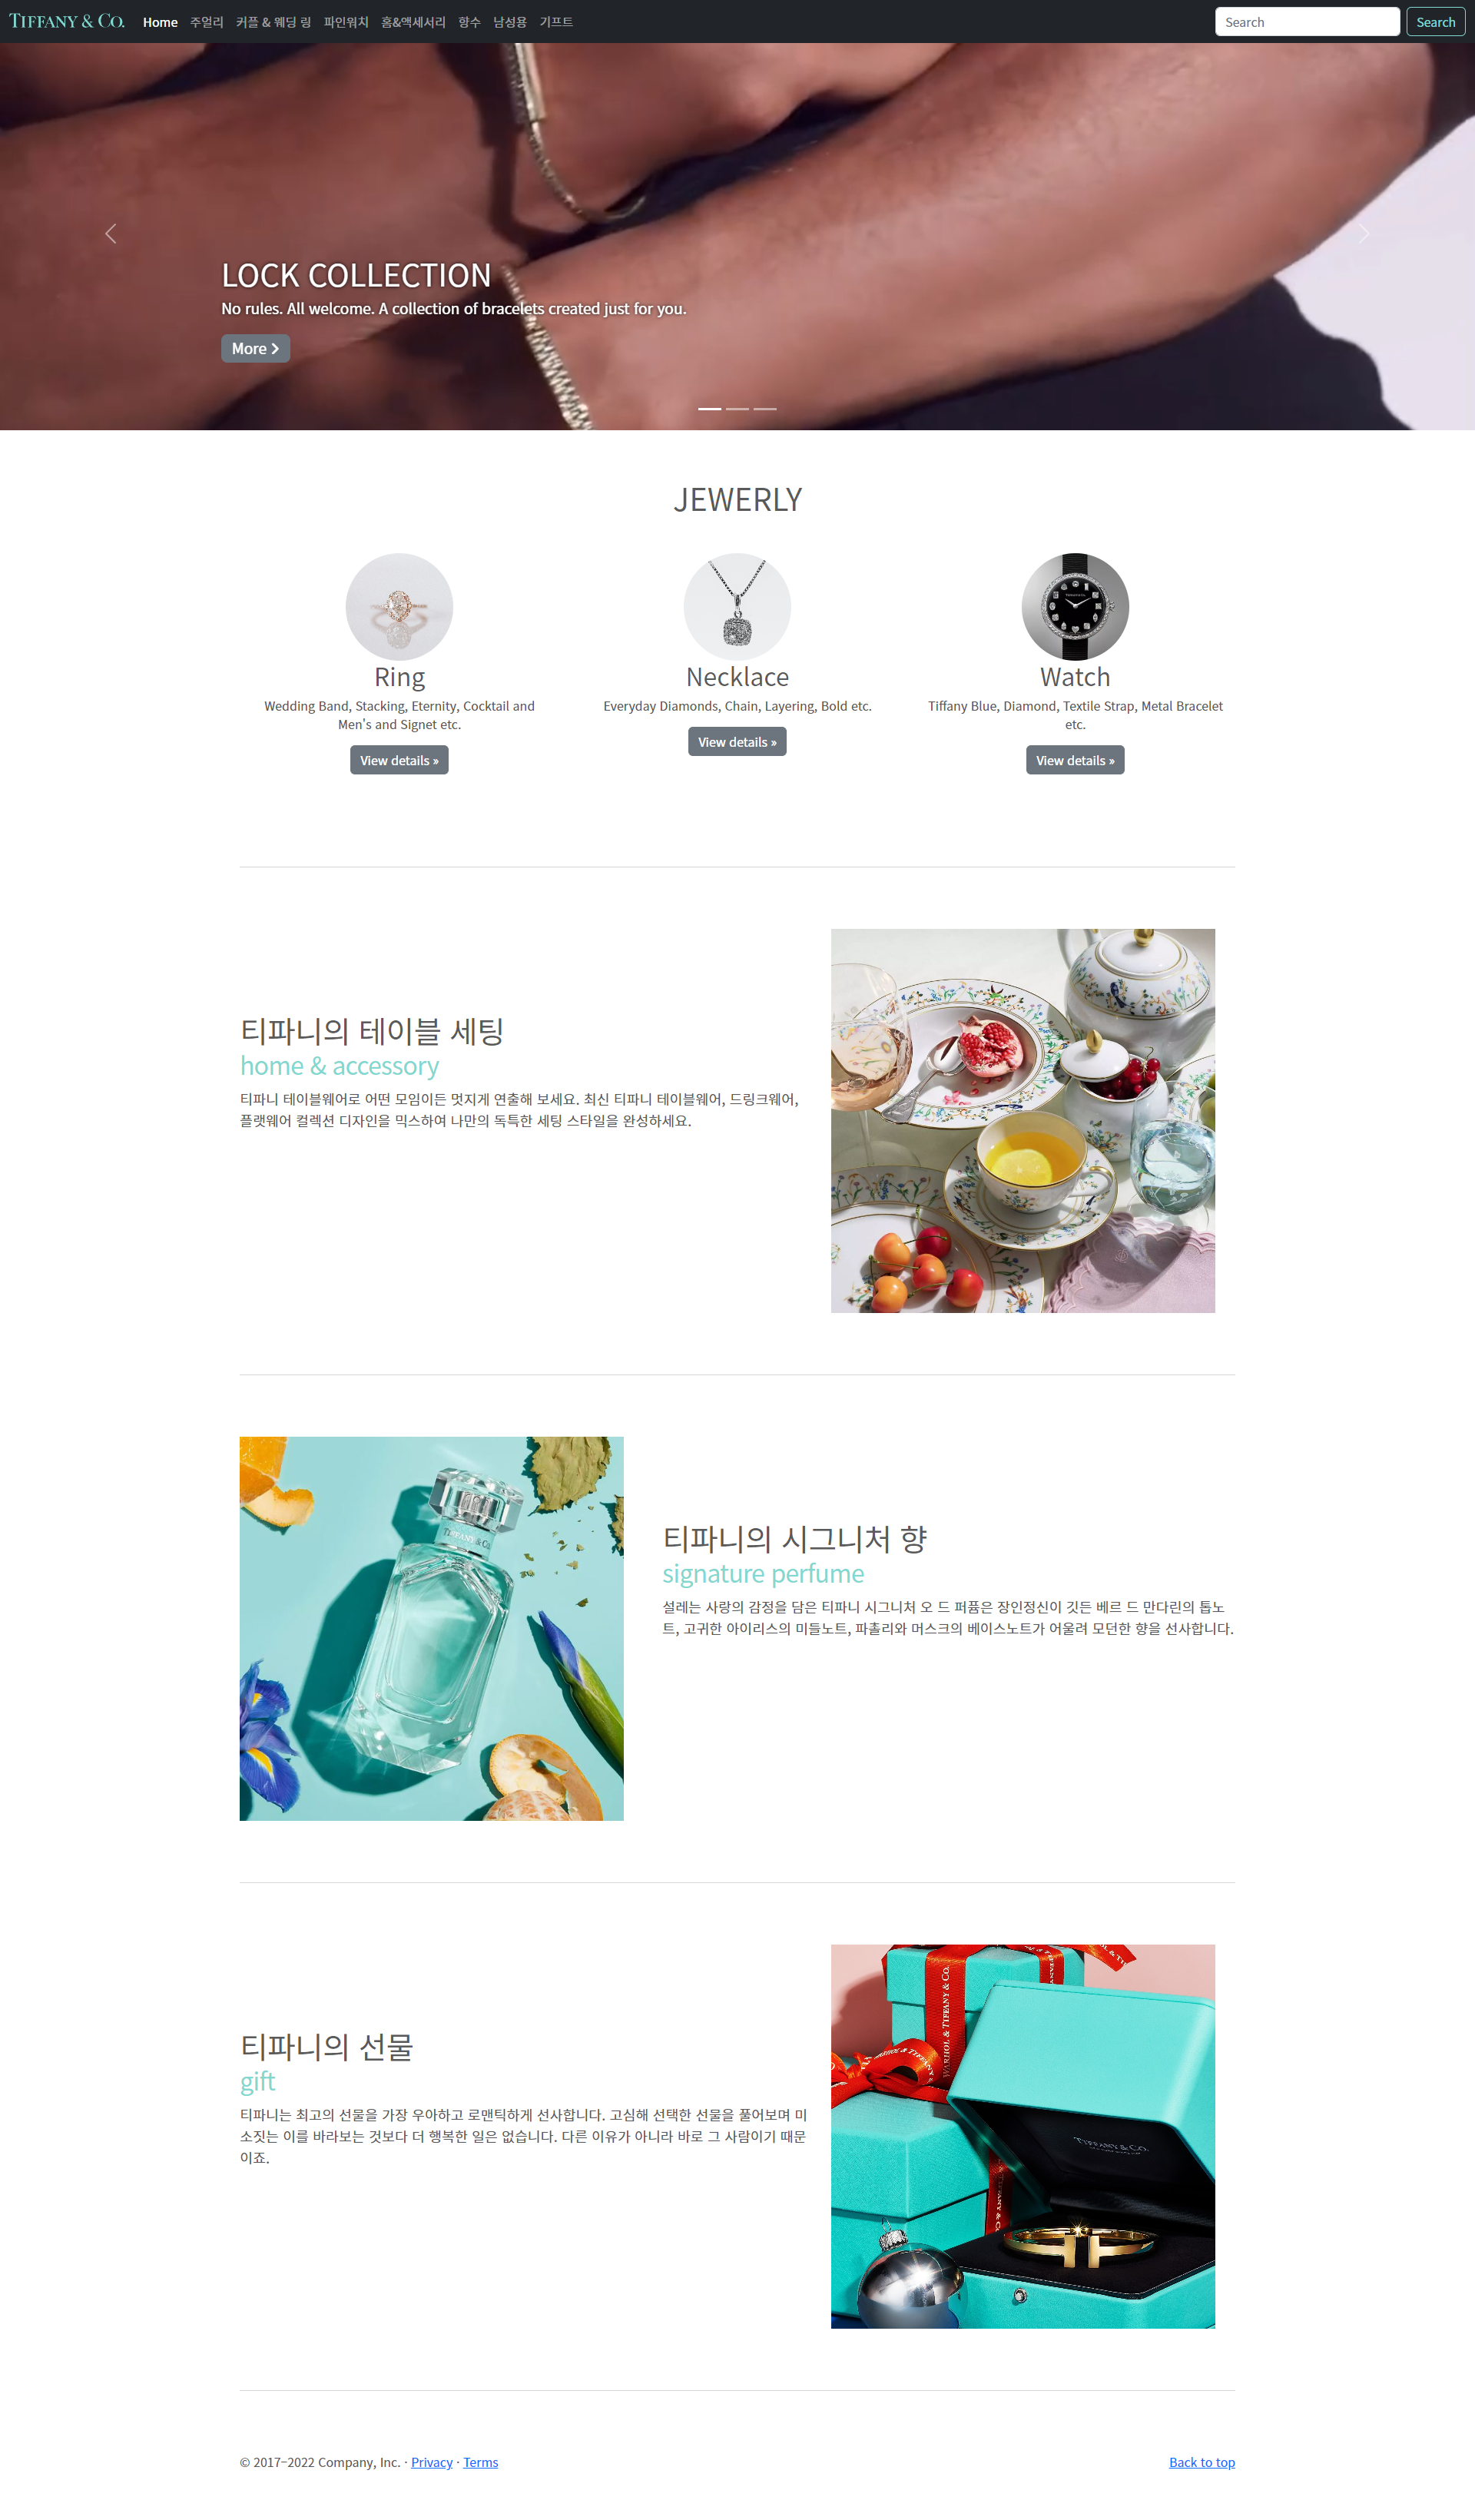 TIFFANY & CO. Home 주얼리 커플 & 웨딩 링 파인워치 홈&액세서리 향수 남성용 기프트 Search Search
LOCK COLLECTION
No rules. All welcome. A collection of bracelets created just for you.
More
JEWERLY
Ring
Wedding Band, Stacking, Eternity, Cocktail and
Men's and Signet etc.
View details »
Necklace
Everyday Diamonds, Chain, Layering, Bold etc.
View details »
Watch
Tiffany Blue, Diamond, Textile Strap, Metal Bracelet
etc.
View details »
티파니의 테이블 세팅
home & accessory
티파니 테이블웨어로 어떤 모임이든 멋지게 연출해 보세요. 최신 티파니 테이블웨어, 드링크웨어,
플랫웨어 컬렉션 디자인을 믹스하여 나만의 독특한 세팅 스타일을 완성하세요.
TIFFANY & CO.
티파니의 시그니처 향
signature perfume
설레는 사랑의 감정을 담은 티파니 시그니처 오 드 퍼퓸은 장인정신이 깃든 베르 드 만다린의 톱노
트, 고귀한 아이리스의 미들노트, 파촐리와 머스크의 베이스노트가 어울려 모던한 향을 선사합니다.
티파니의 선물
gift
티파니는 최고의 선물을 가장 우아하고 로맨틱하게 선사합니다. 고심해 선택한 선물을 풀어보며 미
소짓는 이를 바라보는 것보다 더 행복한 일은 없습니다. 다른 이유가 아니라 바로 그 사람이기 때문
이죠.
WARHOL & TIFFANY & CO.
TIFFANY & CO.
© 2017–2022 Company, Inc. · Privacy · Terms
Back to top